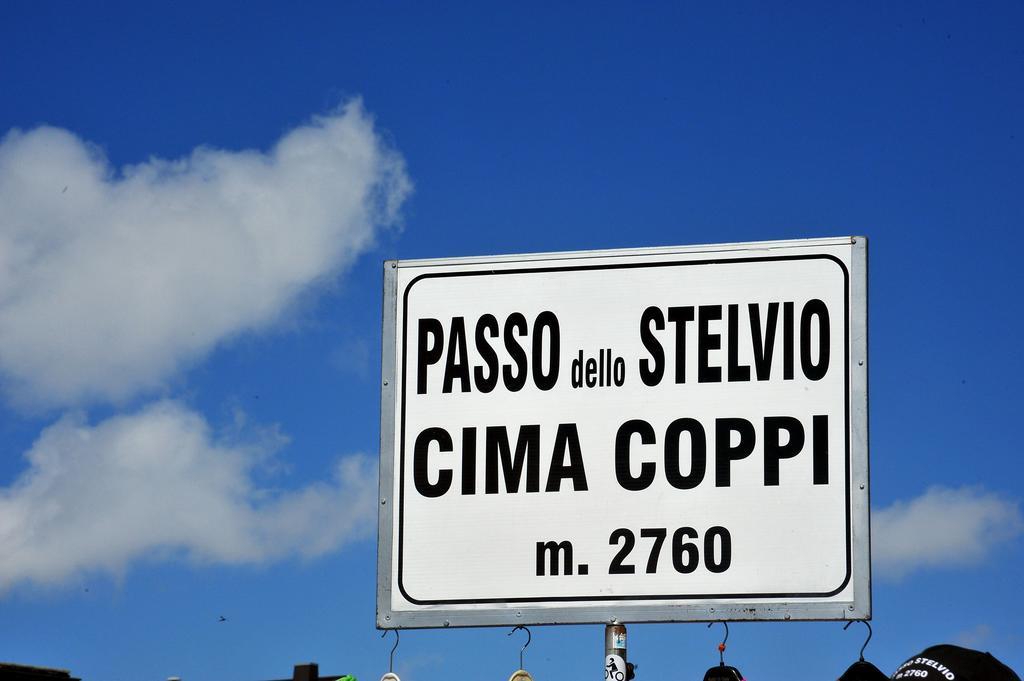 PASSO dello STELVIO
CIMA COPPI
m. 2760
STELVIO
m 2760